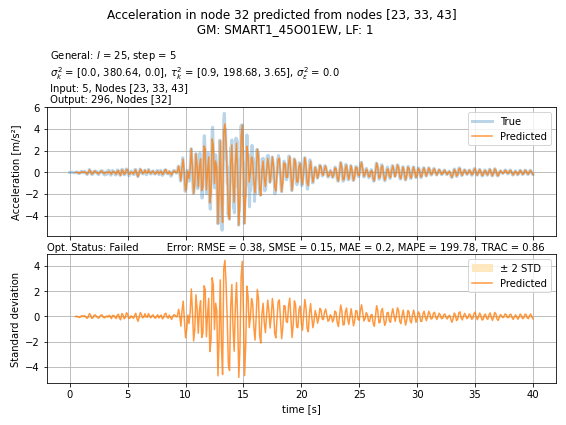 Acceleration in node 32 predicted from nodes [23, 33, 43]
GM: SMART1_45O01EW, LF: 1
General: l = 25, step = 5
σ²ₖ = [0.0, 380.64, 0.0], τ²ₖ = [0.9, 198.68, 3.65], σ²ₑ = 0.0
Input: 5, Nodes [23, 33, 43]
Output: 296, Nodes [32]
Acceleration [m/s²]
6
4
2
0
−2
−4
True
Predicted
Opt. Status: Failed Error: RMSE = 0.38, SMSE = 0.15, MAE = 0.2, MAPE = 199.78, TRAC = 0.86
Standard deviation
4
2
0
−2
−4
± 2 STD
Predicted
0 5 10 15 20 25 30 35 40
time [s]